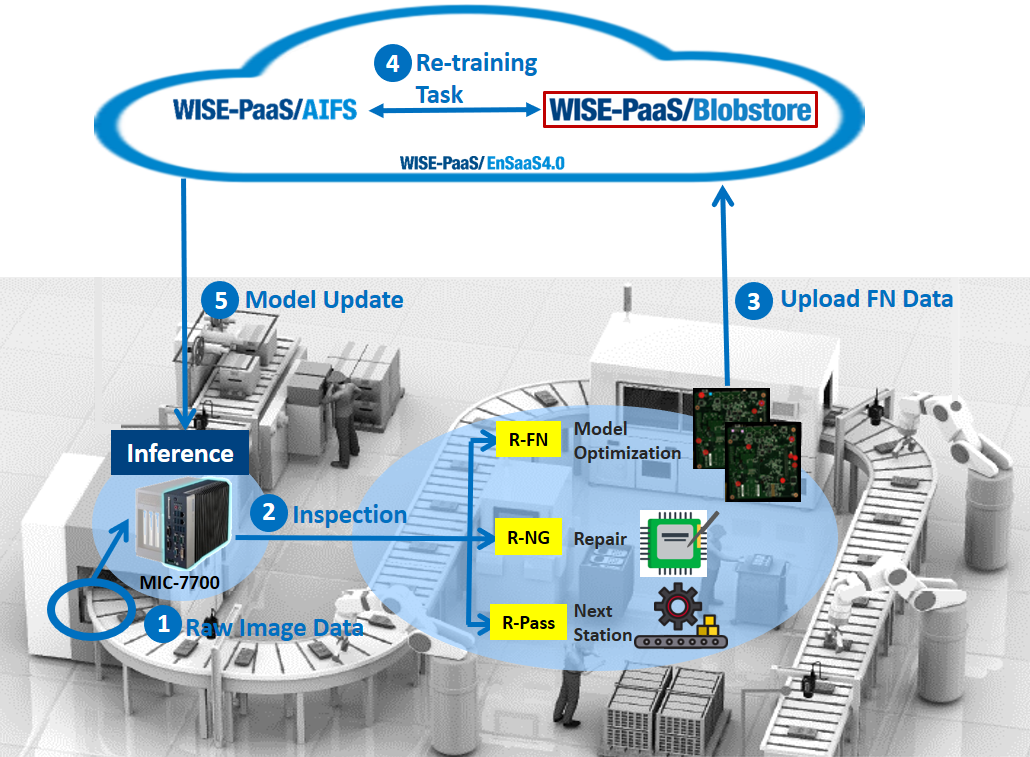 4 Re-training
Task
WISE-PaaS/AIFS
WISE-PaaS/Blobstore
WISE-PaaS/EnSaaS4.0
5 Model Update
3 Upload FN Data
Inference
R-FN
Model
Optimization
2 Inspection
R-NG
Repair
MIC-7700
1 Raw Image Data
R-Pass
Next
Station